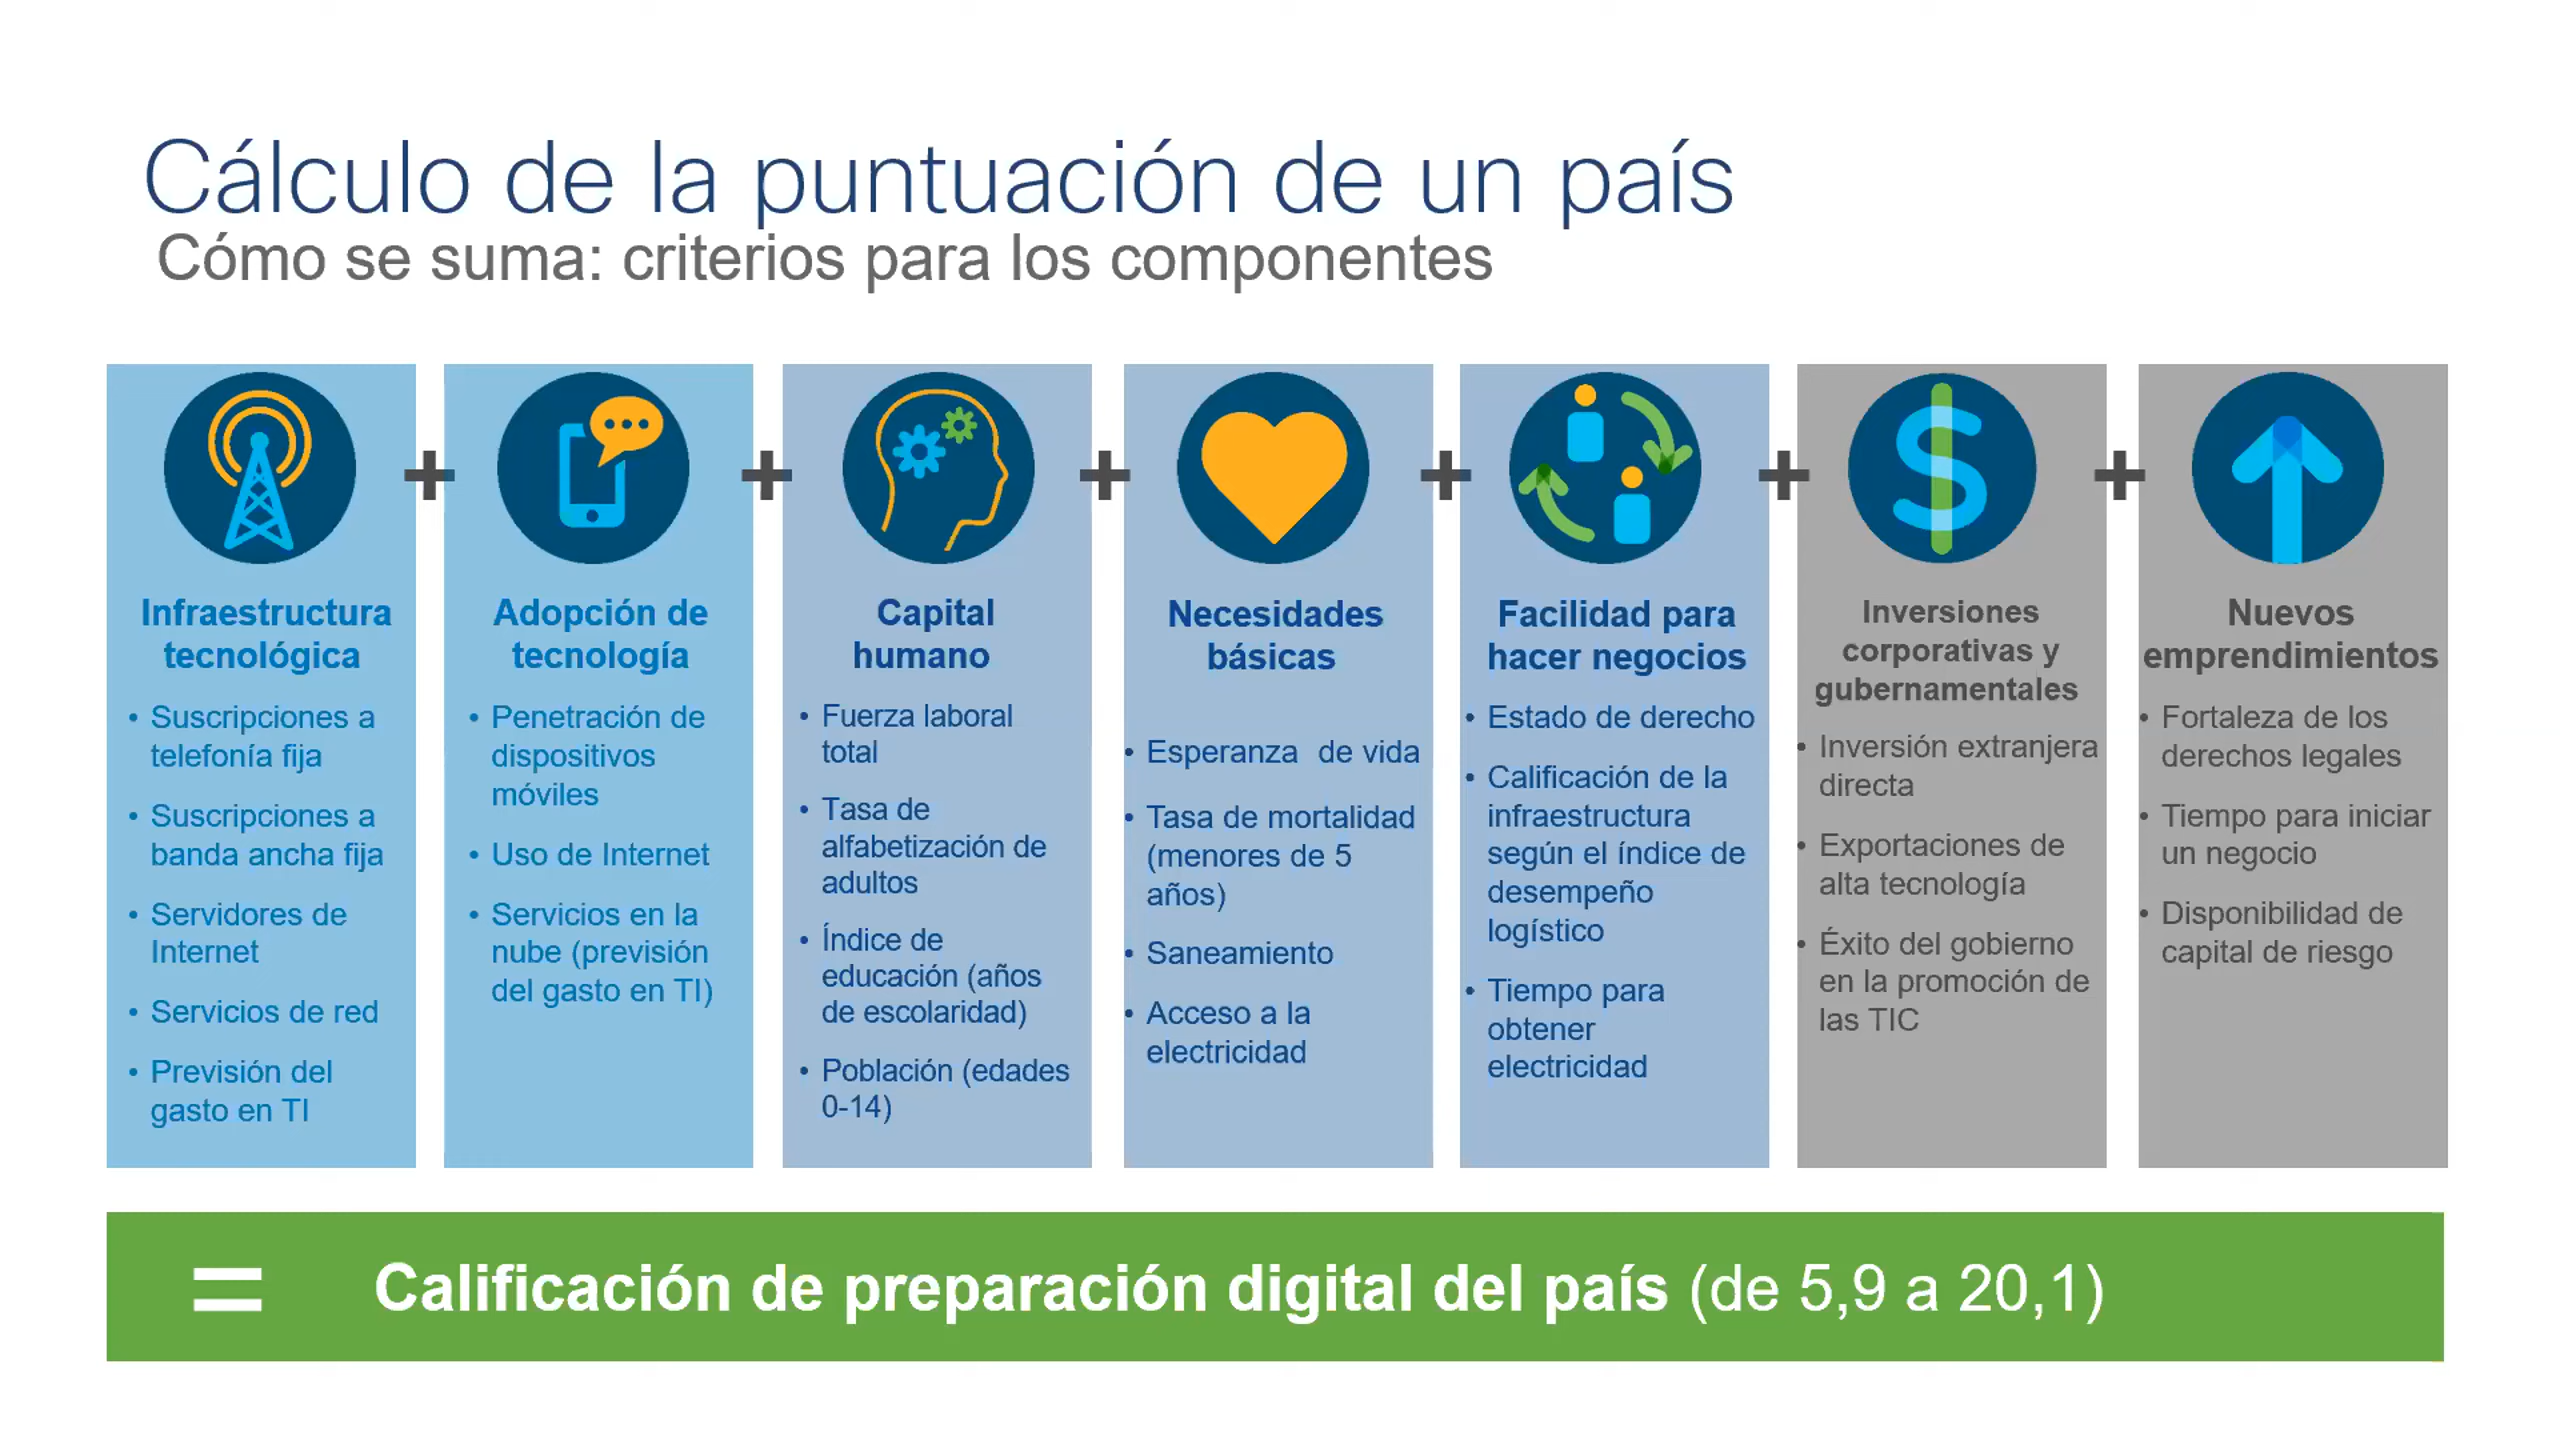 Cálculo de la puntuación de un país
Cómo se suma: criterios para los componentes
+ + + + + +
Infraestructura
tecnológica
• Suscripciones a
telefonía fija
• Suscripciones a
banda ancha fija
• Servidores de
Internet
• Servicios de red
• Previsión del
gasto en TI
Adopción de
tecnología
• Penetración de
dispositivos
móviles
• Uso de Internet
• Servicios en la
nube (previsión
del gasto en TI)
Capital
humano
• Fuerza laboral
total
• Tasa de
alfabetización de
adultos
• Índice de
educación (años
de escolaridad)
• Población (edades
0-14)
Necesidades
básicas
• Esperanza de vida
• Tasa de mortalidad
(menores de 5
años)
• Saneamiento
• Acceso a la
electricidad
Facilidad para
hacer negocios
• Estado de derecho
• Calificación de la
infraestructura
según el índice de
desempeño
logístico
• Tiempo para
obtener
electricidad
$
Inversiones
corporativas y
gubernamentales
• Inversión extranjera
directa
• Exportaciones de
alta tecnología
• Éxito del gobierno
en la promoción de
las TIC
Nuevos
emprendimientos
• Fortaleza de los
derechos legales
• Tiempo para iniciar
un negocio
• Disponibilidad de
capital de riesgo
= Calificación de preparación digital del país (de 5,9 a 20,1)